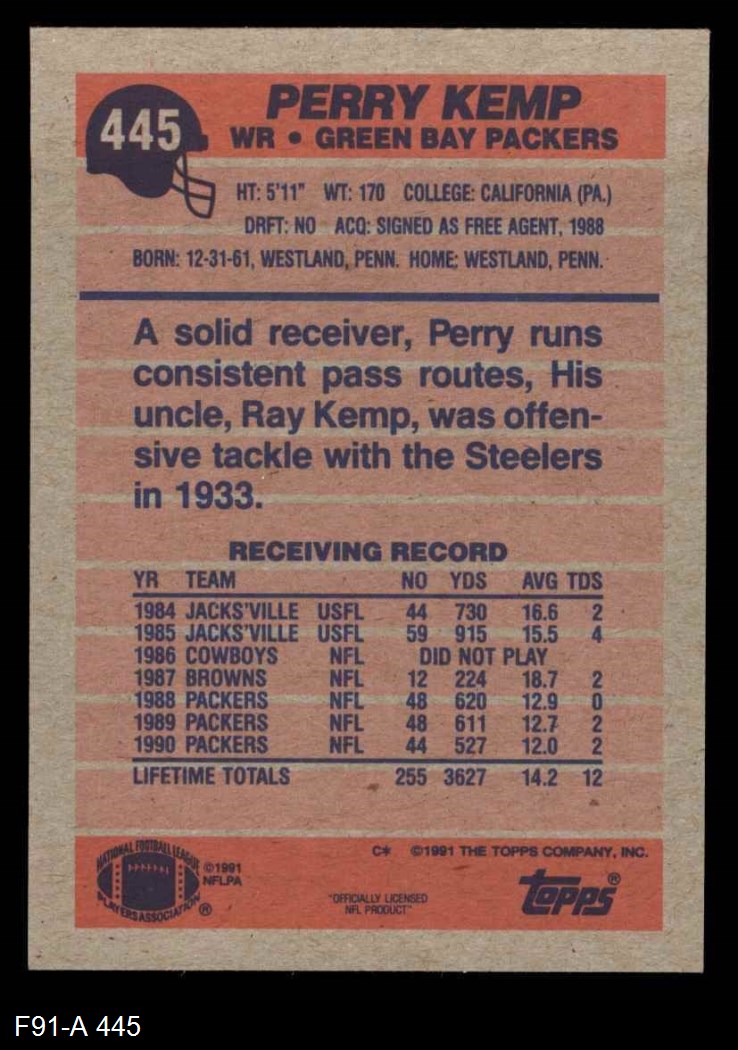 445
PERRY KEMP
WR • GREEN BAY PACKERS
HT: 5'11" WT: 170 COLLEGE: CALIFORNIA (PA.)
DRFT: NO ACQ: SIGNED AS FREE AGENT, 1988
BORN: 12-31-61, WESTLAND, PENN. HOME: WESTLAND, PENN.
A solid receiver, Perry runs
consistent pass routes, His
uncle, Ray Kemp, was offen-
sive tackle with the Steelers
in 1933.
RECEIVING RECORD
YR TEAM NO YDS AVG TDS
1984 JACKS'VILLE USFL 44 730 16.6 2
1985 JACKS'VILLE USFL 59 915 15.5 4
1986 COWBOYS NFL DID NOT PLAY
1987 BROWNS NFL 12 224 18.7 2
1988 PACKERS NFL 48 620 12.9 0
1989 PACKERS NFL 48 611 12.7 2
1990 PACKERS NFL 44 527 12.0 2
LIFETIME TOTALS 255 3627 14.2 12
NATIONAL FOOTBALL LEAGUE
PLAYERS ASSOCIATION ®
©1991
NFLPA
C* ©1991 THE TOPPS COMPANY, INC.
"OFFICIALLY LICENSED
NFL PRODUCT"
topps®
F91-A 445